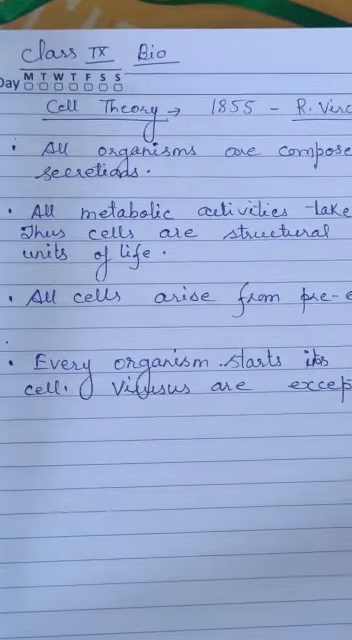 Class IX Bio
Day M T W T F S S
Cell Theory → 1855 - R. Virc
• All organisms are compose
secretions.
• All metabolic activities take
Thus cells are structural
units of life.
• All cells arise from pre-e
• Every organism starts its
cell. Viruses are excep